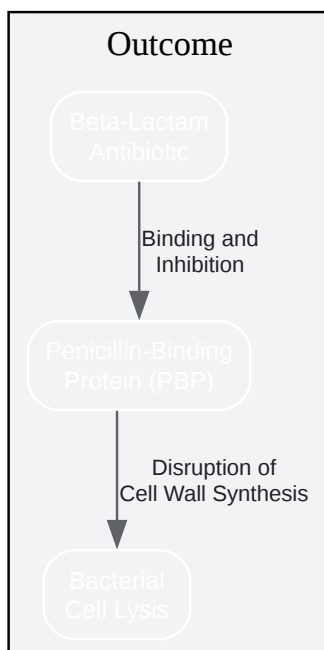 Outcome
Beta-Lactam
Antibiotic
Binding and
Inhibition
Penicillin-Binding
Protein (PBP)
Disruption of
Cell Wall Synthesis
Bacterial
Cell Lysis